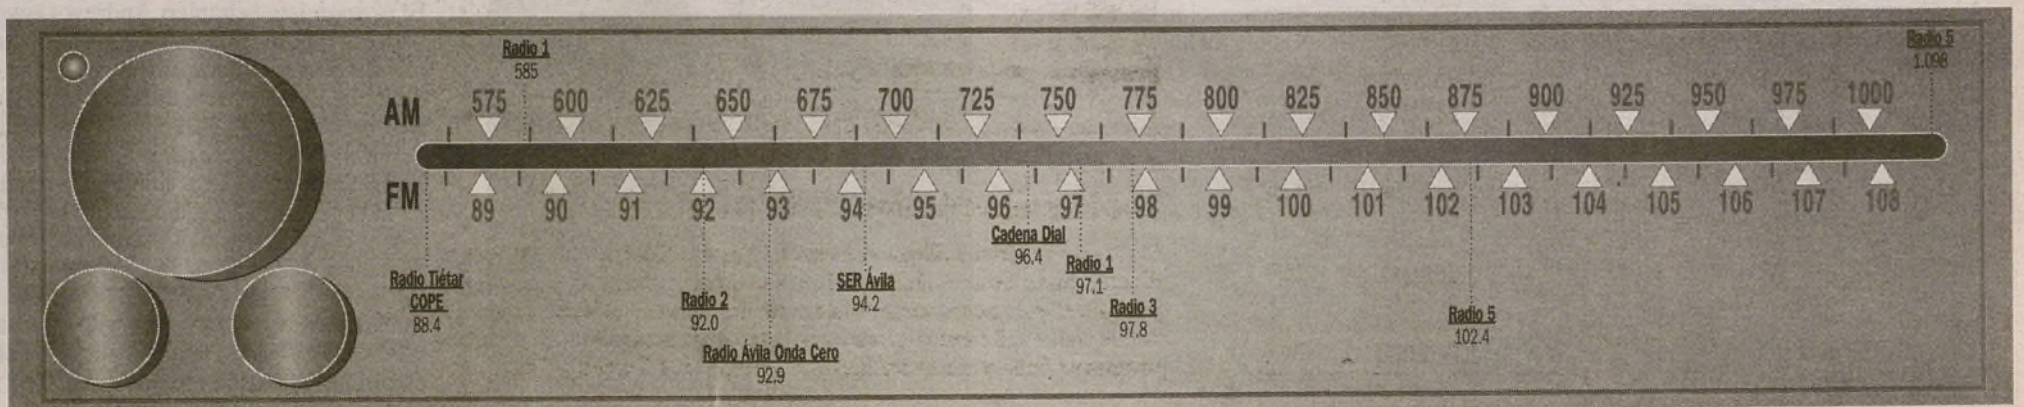 Radio 1
585
Radio 5
1.098
AM 575 600 625 650 675 700 725 750 775 800 825 850 875 900 925 950 975 1000
FM 89 90 91 92 93 94 95 96 97 98 99 100 101 102 103 104 105 106 107 108
Radio Tiétar
COPE
88.4
Radio 2
92.0
Radio Ávila Onda Cero
92.9
SER Ávila
94.2
Cadena Dial
96.4
Radio 1
97.1
Radio 3
97.8
Radio 5
102.4